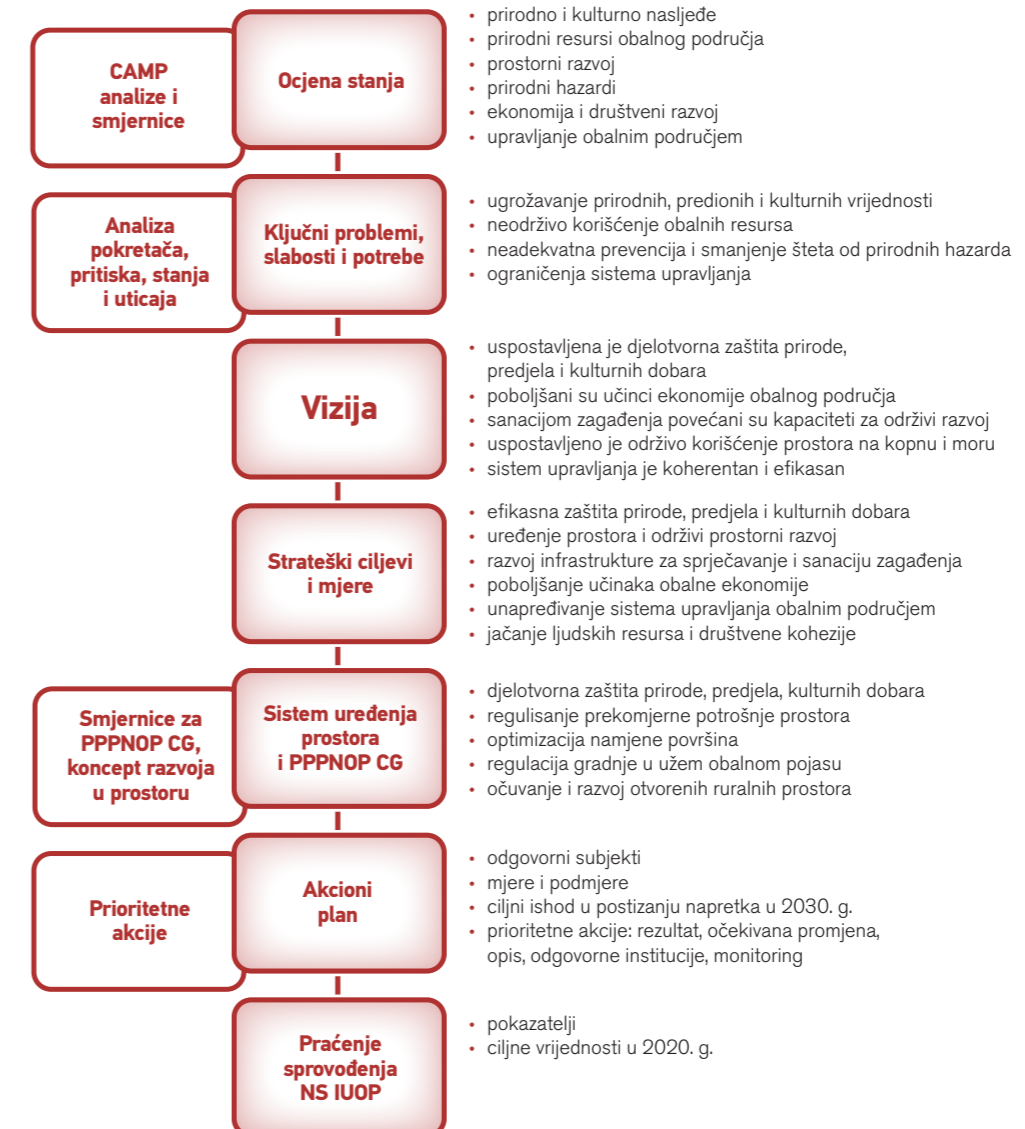 CAMP
analize i
smjernice
Ocjena stanja
• prirodno i kulturno nasljeđe
• prirodni resursi obalnog područja
• prostorni razvoj
• prirodni hazardi
• ekonomija i društveni razvoj
• upravljanje obalnim područjem
Analiza
pokretača,
pritiska, stanja
i uticaja
Ključni problemi,
slabosti i potrebe
• ugrožavanje prirodnih, predionih i kulturnih vrijednosti
• neodrživo korišćenje obalnih resursa
• neadekvatna prevencija i smanjenje šteta od prirodnih hazarda
• ograničenja sistema upravljanja
Vizija
• uspostavljena je djelotvorna zaštita prirode,
predjela i kulturnih dobara
• poboljšani su učinci ekonomije obalnog područja
• sanacijom zagađenja povećani su kapaciteti za održivi razvoj
• uspostavljeno je održivo korišćenje prostora na kopnu i moru
• sistem upravljanja je koherentan i efikasan
Strateški ciljevi
i mjere
• efikasna zaštita prirode, predjela i kulturnih dobara
• uređenje prostora i održivi prostorni razvoj
• razvoj infrastrukture za sprječavanje i sanaciju zagađenja
• poboljšanje učinaka obalne ekonomije
• unapređivanje sistema upravljanja obalnim područjem
• jačanje ljudskih resursa i društvene kohezije
Smjernice za
PPPNOP CG,
koncept razvoja
u prostoru
Sistem uređenja
prostora
i PPPNOP CG
• djelotvorna zaštita prirode, predjela, kulturnih dobara
• regulisanje prekomjerne potrošnje prostora
• optimizacija namjene površina
• regulacija gradnje u užem obalnom pojasu
• očuvanje i razvoj otvorenih ruralnih prostora
Prioritetne
akcije
Akcioni
plan
• odgovorni subjekti
• mjere i podmjere
• ciljni ishod u postizanju napretka u 2030. g.
• prioritetne akcije: rezultat, očekivana promjena,
opis, odgovorne institucije, monitoring
Praćenje
sprovođenja
NS IUOP
• pokazatelji
• ciljne vrijednosti u 2020. g.